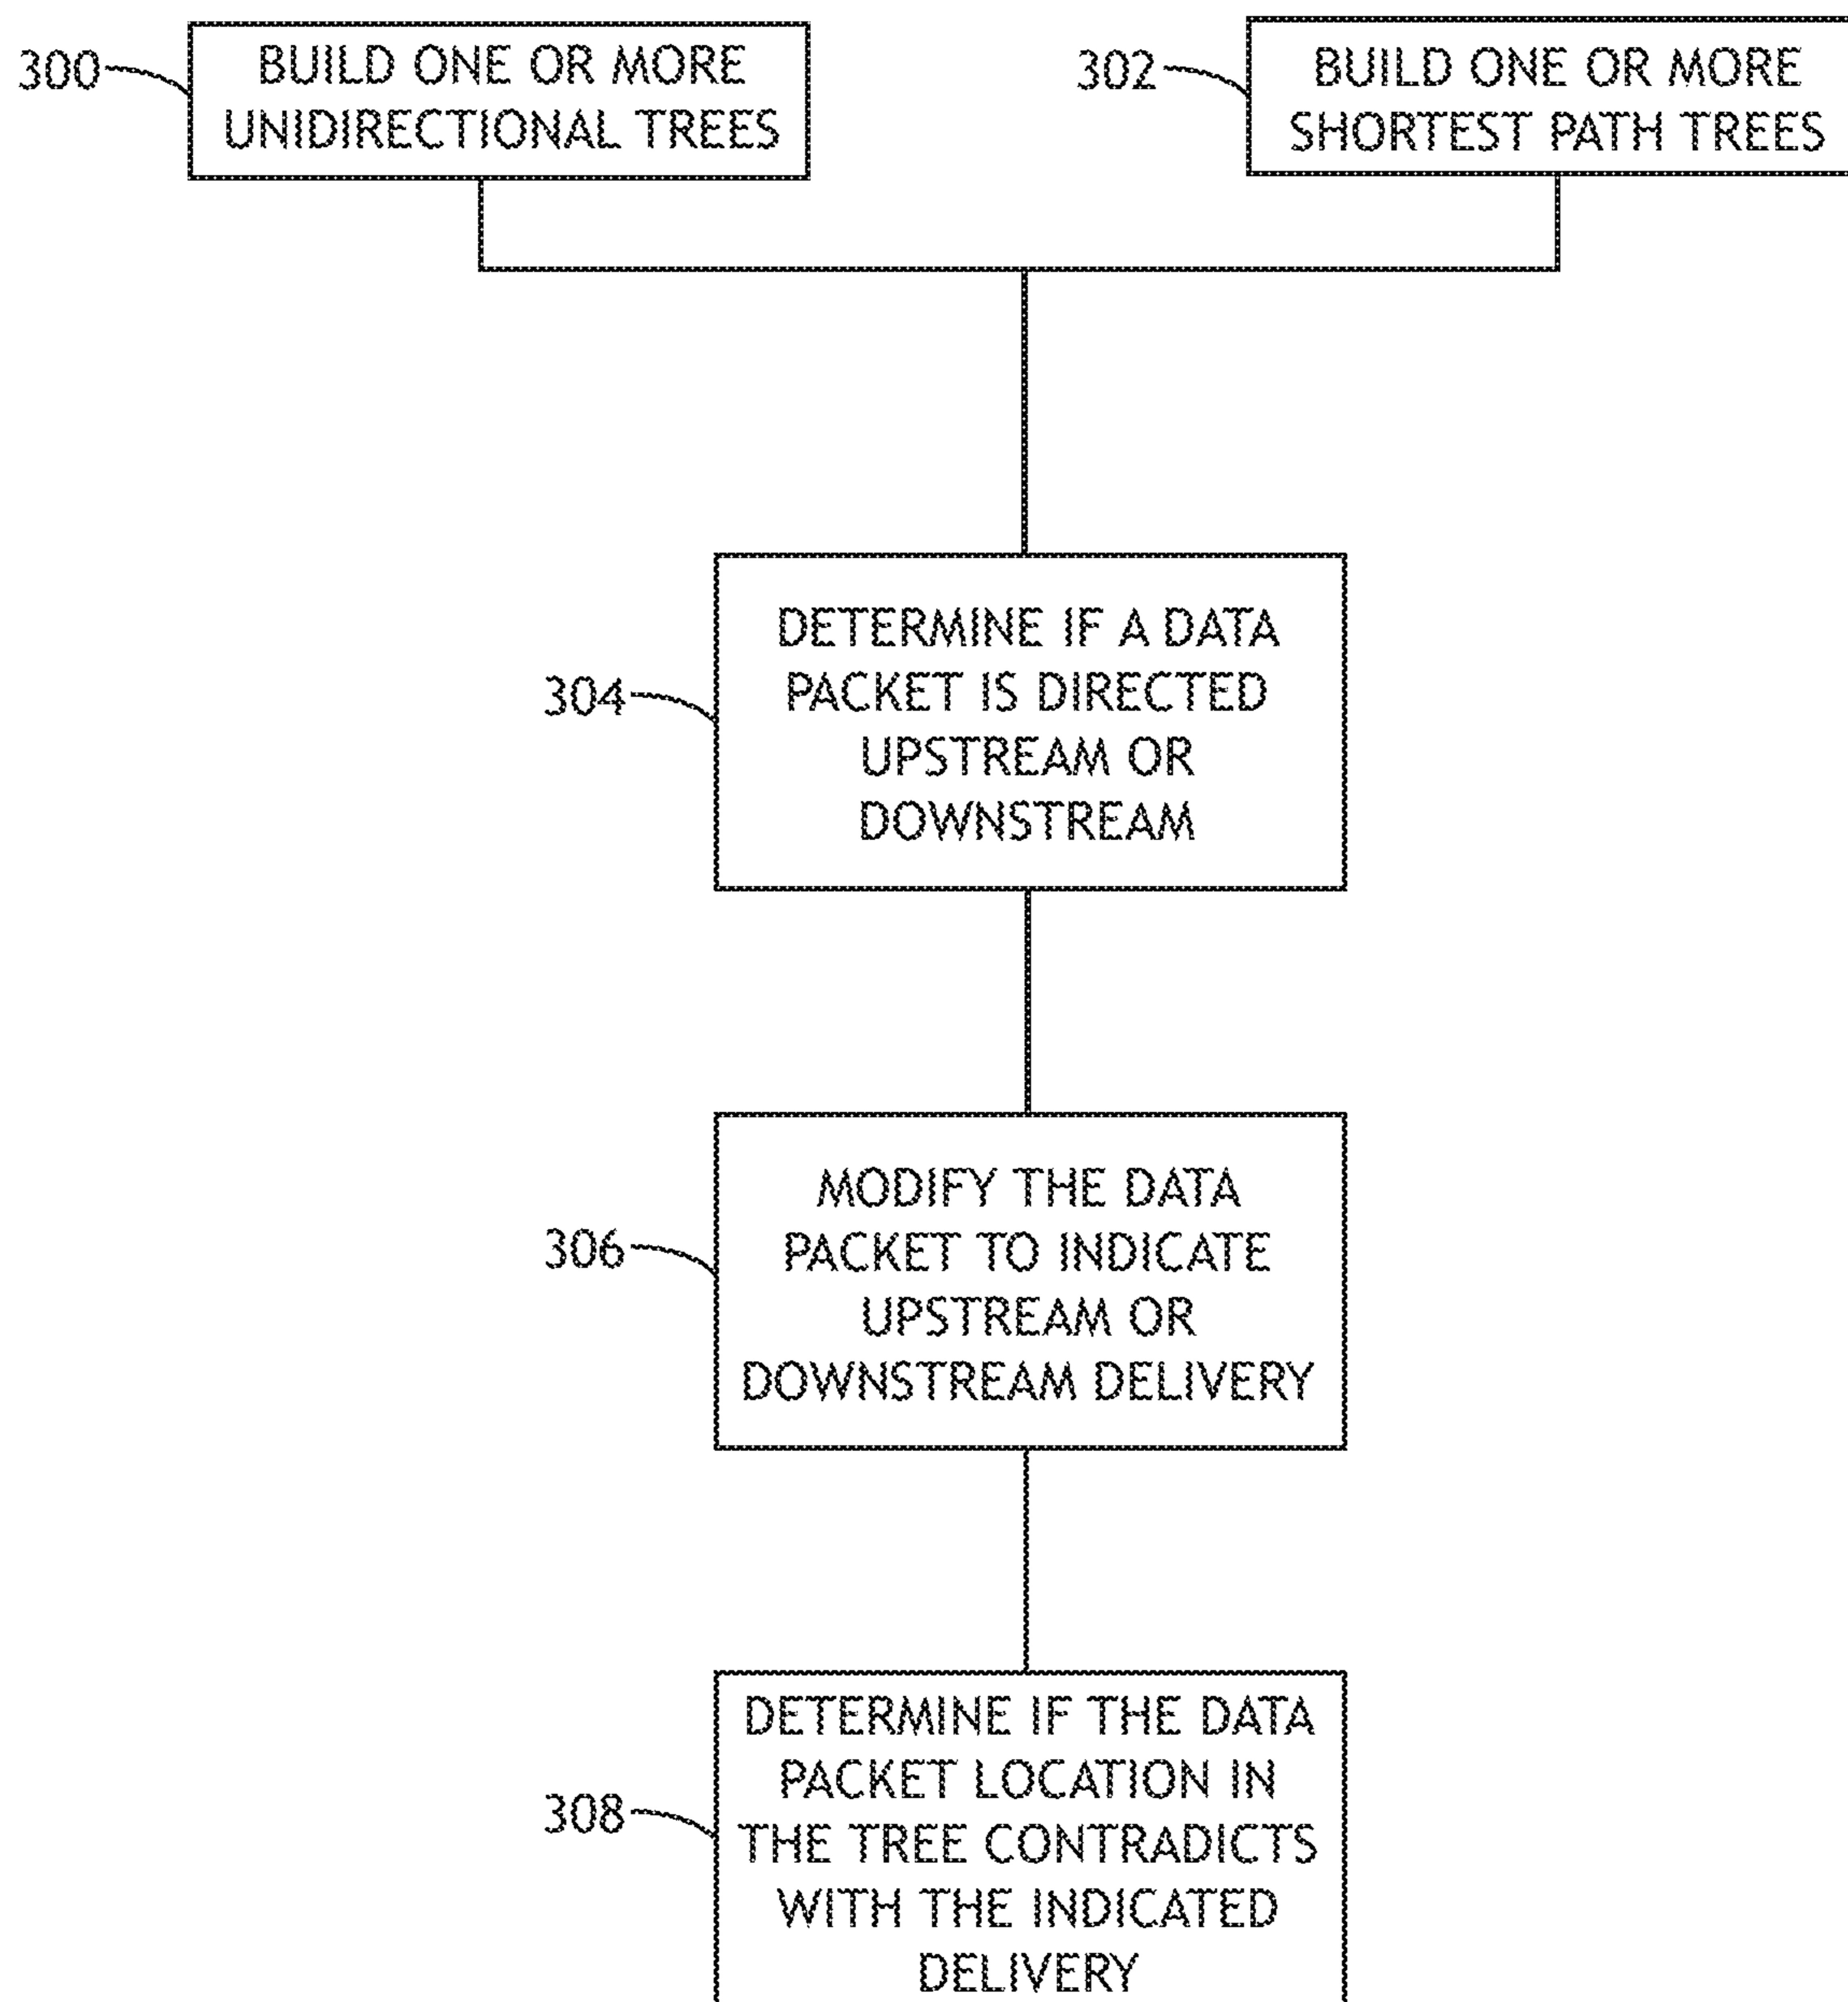 300
BUILD ONE OR MORE
UNIDIRECTIONAL TREES
302
BUILD ONE OR MORE
SHORTEST PATH TREES
304
DETERMINE IF A DATA
PACKET IS DIRECTED
UPSTREAM OR
DOWNSTREAM
306
MODIFY THE DATA
PACKET TO INDICATE
UPSTREAM OR
DOWNSTREAM DELIVERY
308
DETERMINE IF THE DATA
PACKET LOCATION IN
THE TREE CONTRADICTS
WITH THE INDICATED
DELIVERY